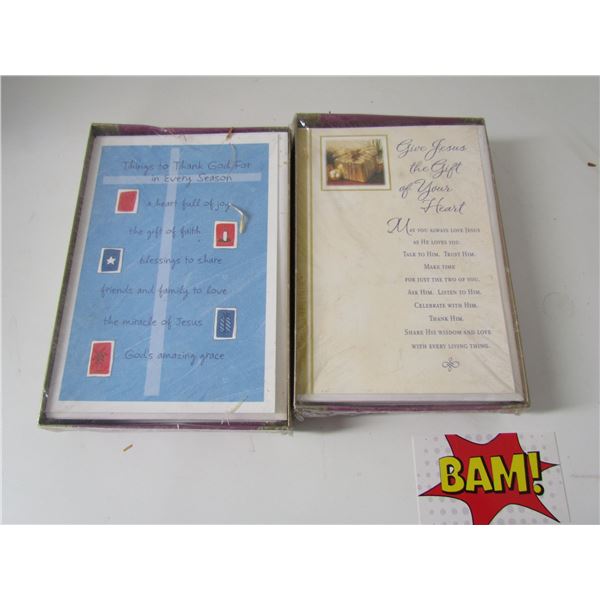 Things to Thank God For
in Every Season
a heart full of joy
the gift of faith
blessings to share
friends and family to love
the miracle of Jesus
God's amazing grace
Give Jesus
the Gift
of Your
Heart
MAY YOU ALWAYS LOVE JESUS
AS HE LOVES YOU.
TALK TO HIM. TRUST HIM.
MAKE TIME
FOR JUST THE TWO OF YOU.
ASK HIM. LISTEN TO HIM.
CELEBRATE WITH HIM.
THANK HIM.
SHARE HIS WISDOM AND LOVE
WITH EVERY LIVING THING.
BAM!